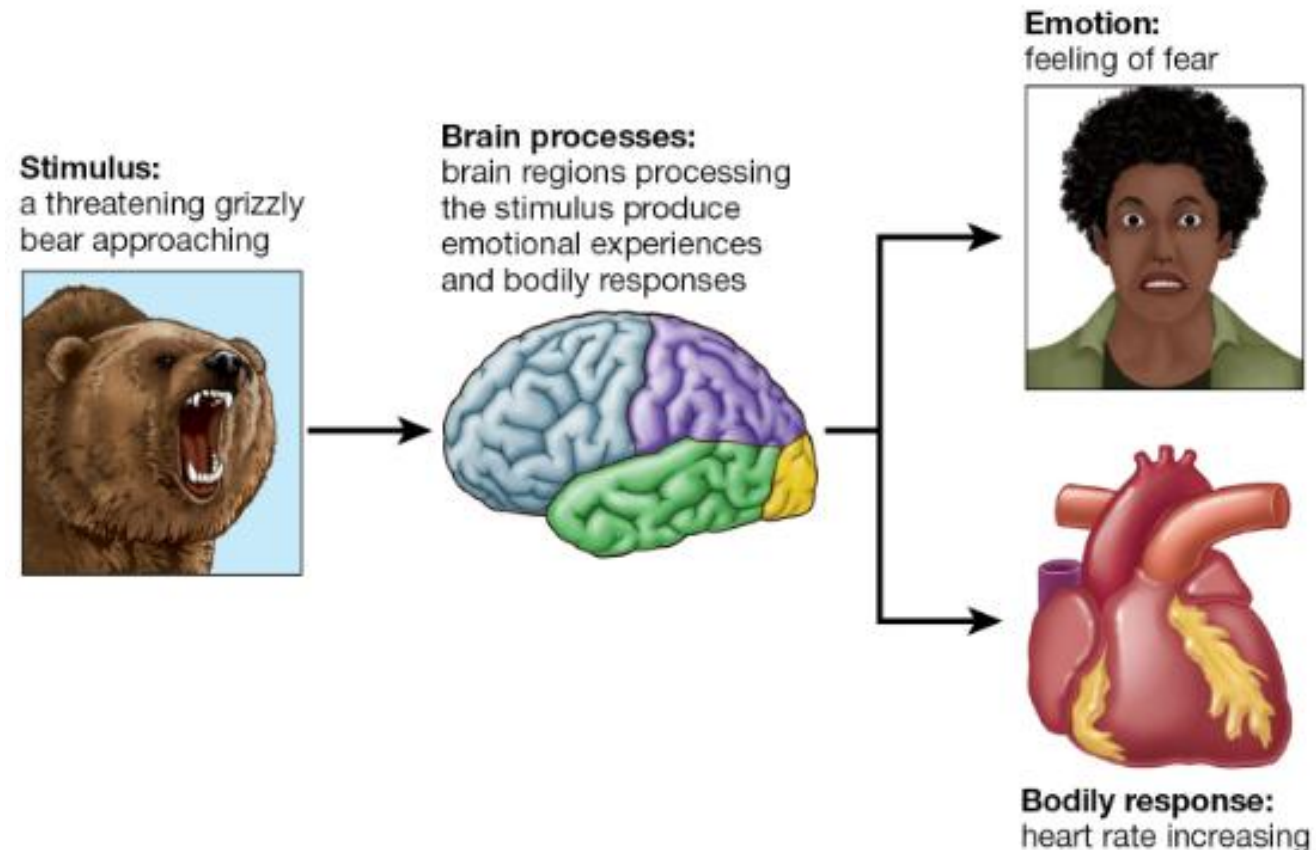 Stimulus:
a threatening grizzly
bear approaching
Brain processes:
brain regions processing
the stimulus produce
emotional experiences
and bodily responses
Emotion:
feeling of fear
Bodily response:
heart rate increasing